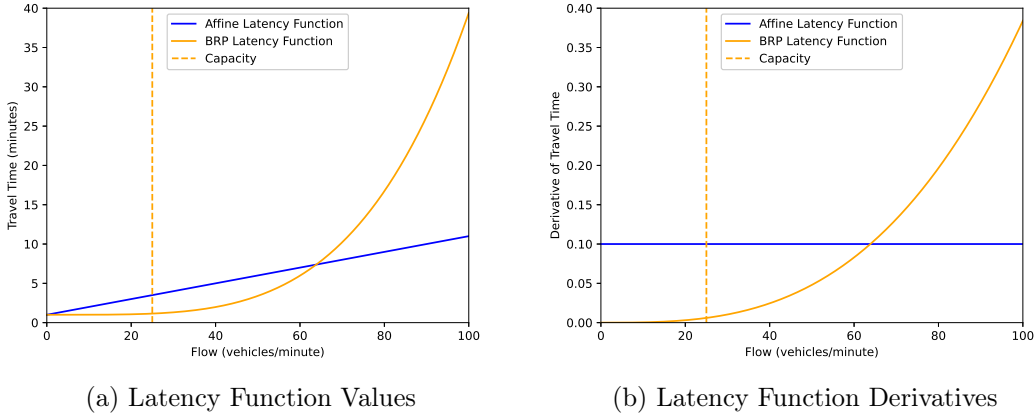 40
35
30
25
20
15
10
5
0
Travel Time (minutes)
Affine Latency Function
BRP Latency Function
Capacity
0 20 40 60 80 100
Flow (vehicles/minute)
(a) Latency Function Values
0.40
0.35
0.30
0.25
0.20
0.15
0.10
0.05
0.00
Derivative of Travel Time
Affine Latency Function
BRP Latency Function
Capacity
0 20 40 60 80 100
Flow (vehicles/minute)
(b) Latency Function Derivatives